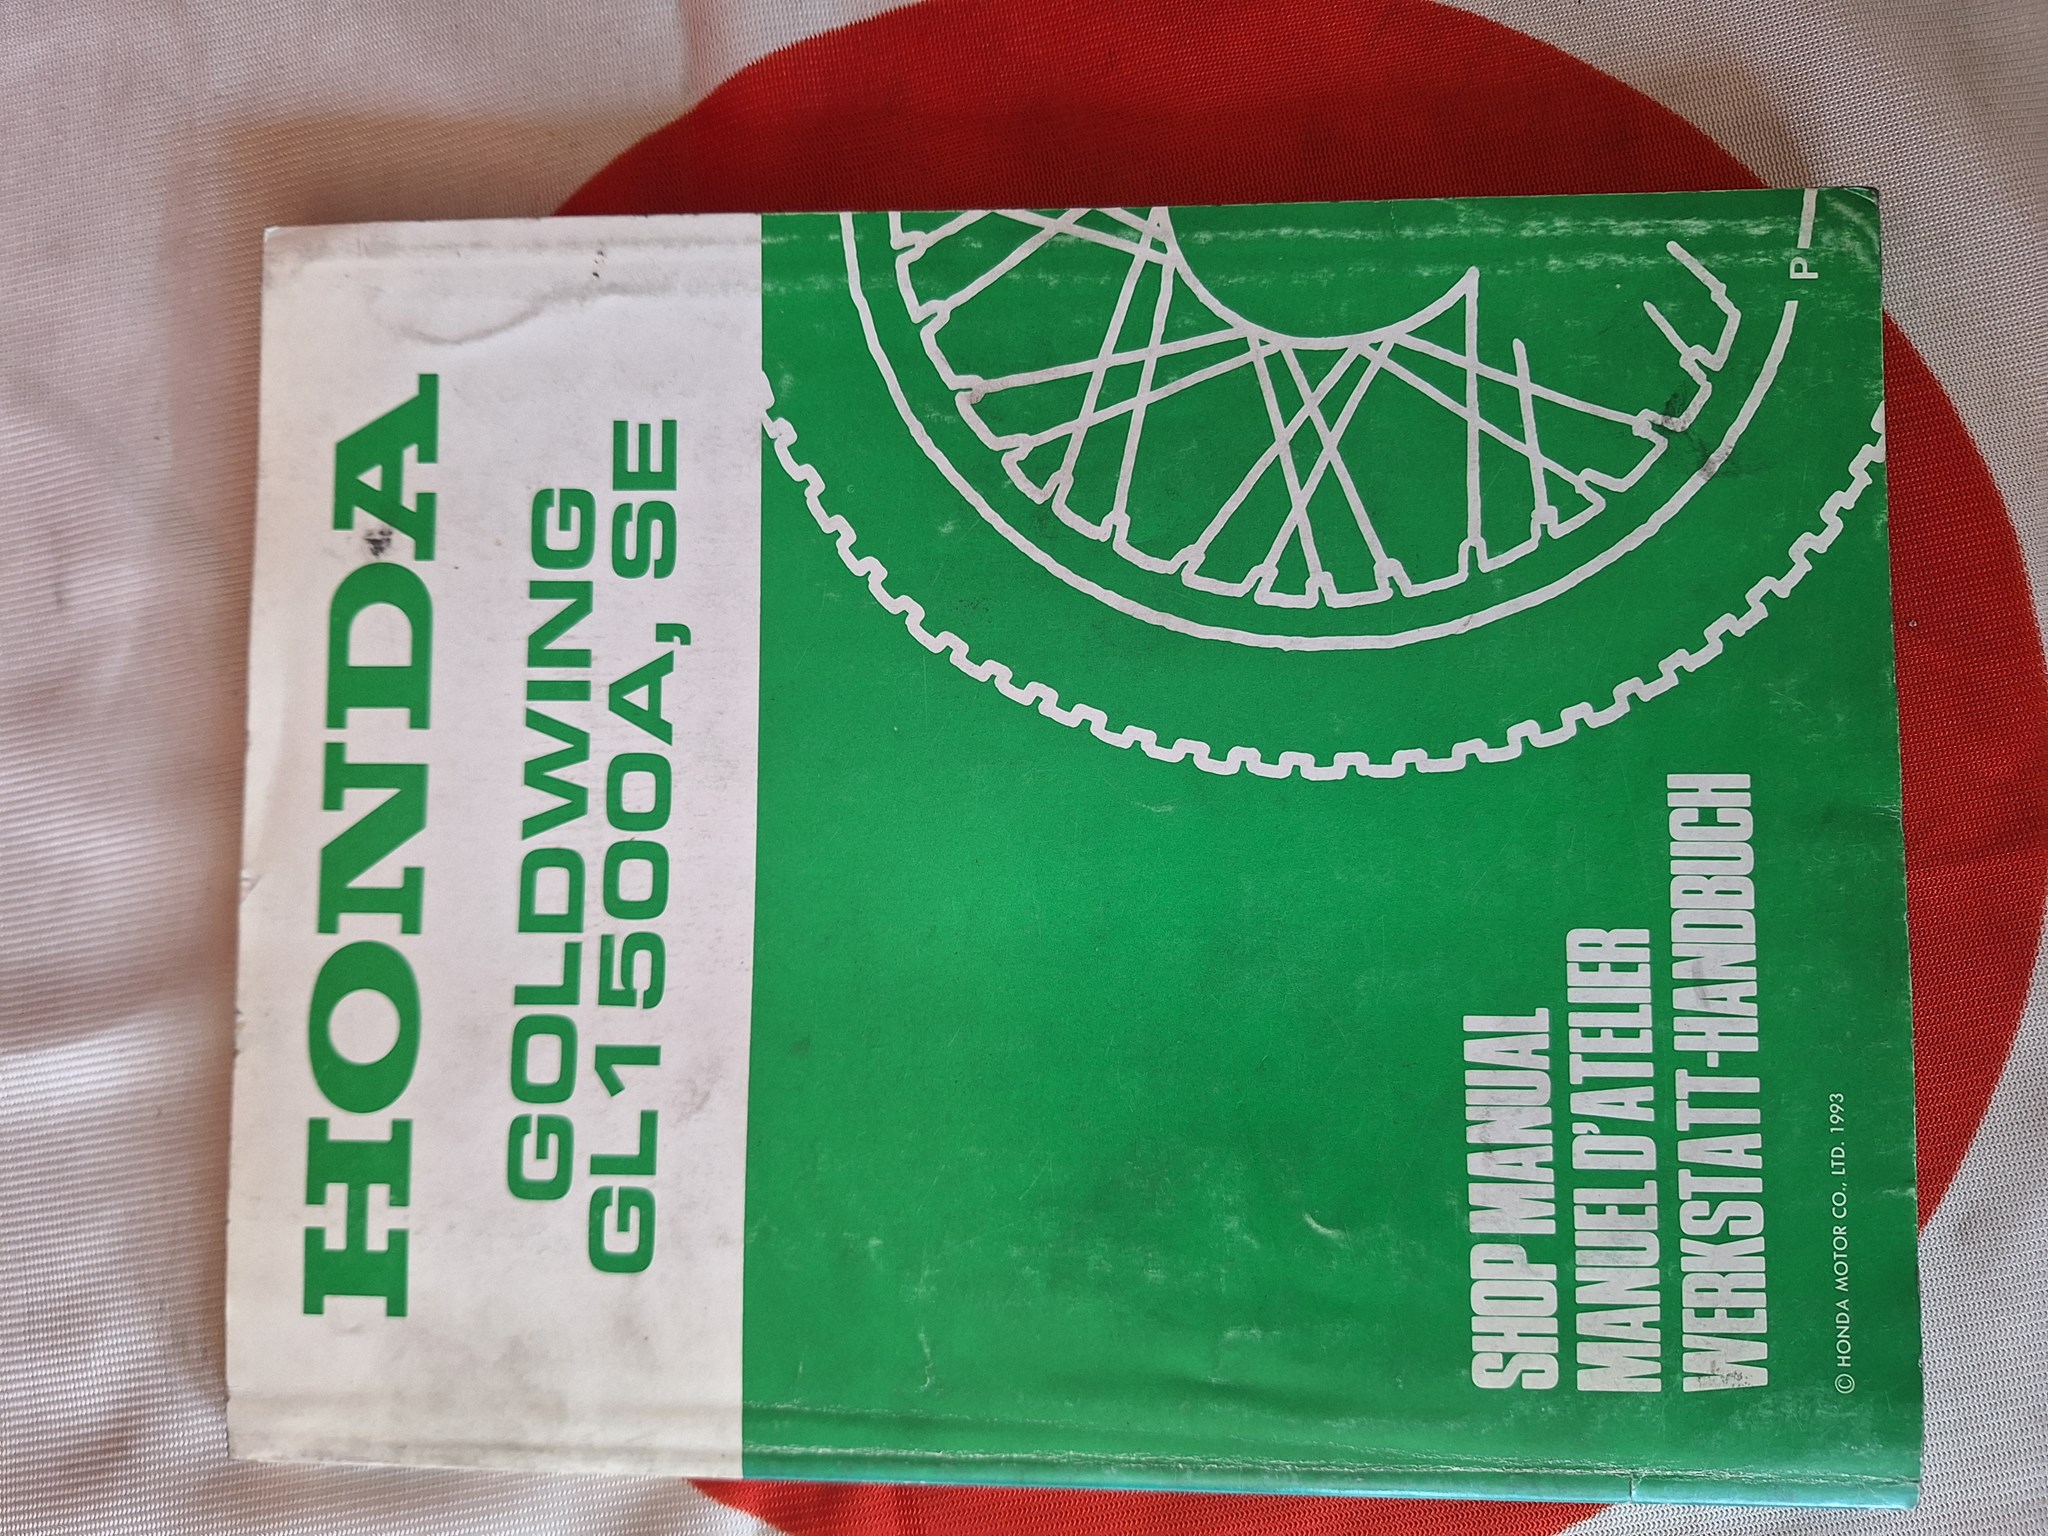 HONDA
GOLDWING
GL1500A, SE
P
SHOP MANUAL
MANUEL D'ATELIER
WERKSTATT-HANDBUCH
© HONDA MOTOR CO., LTD. 1993